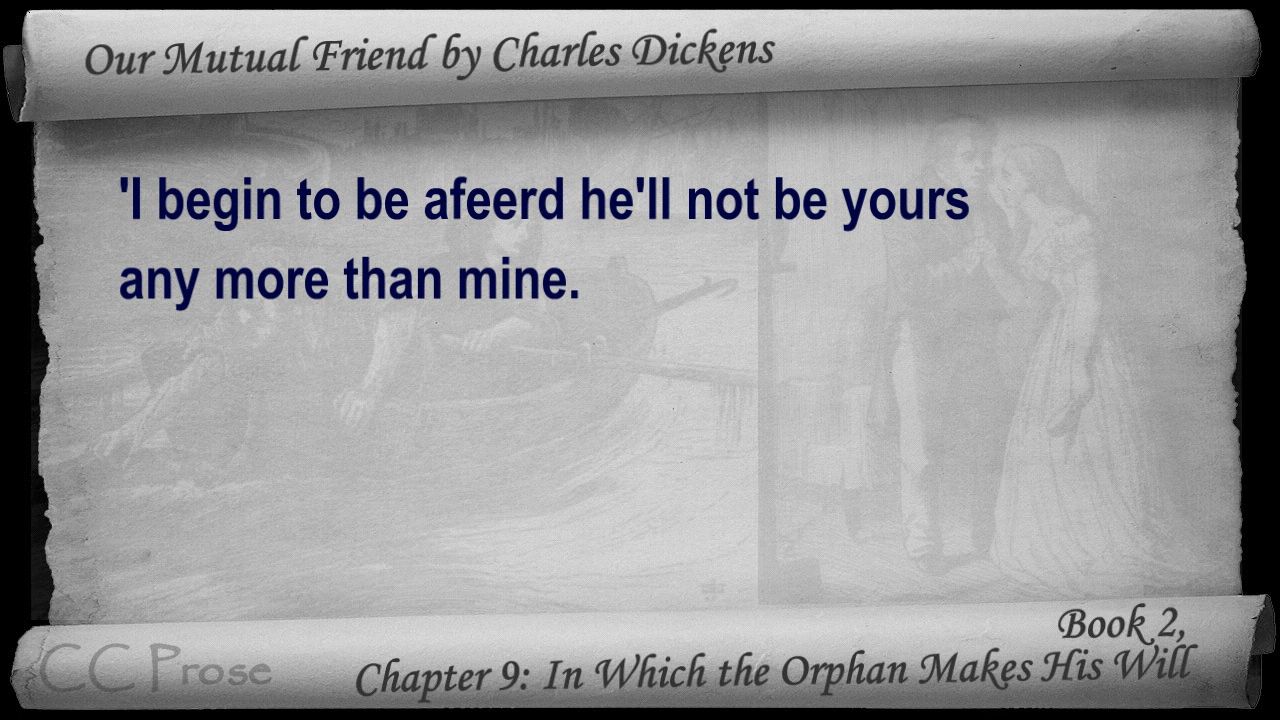 Our Mutual Friend by Charles Dickens
'I begin to be afeerd he'll not be yours
any more than mine.
Book 2,
Chapter 9: In Which the Orphan Makes His Will
CC Prose